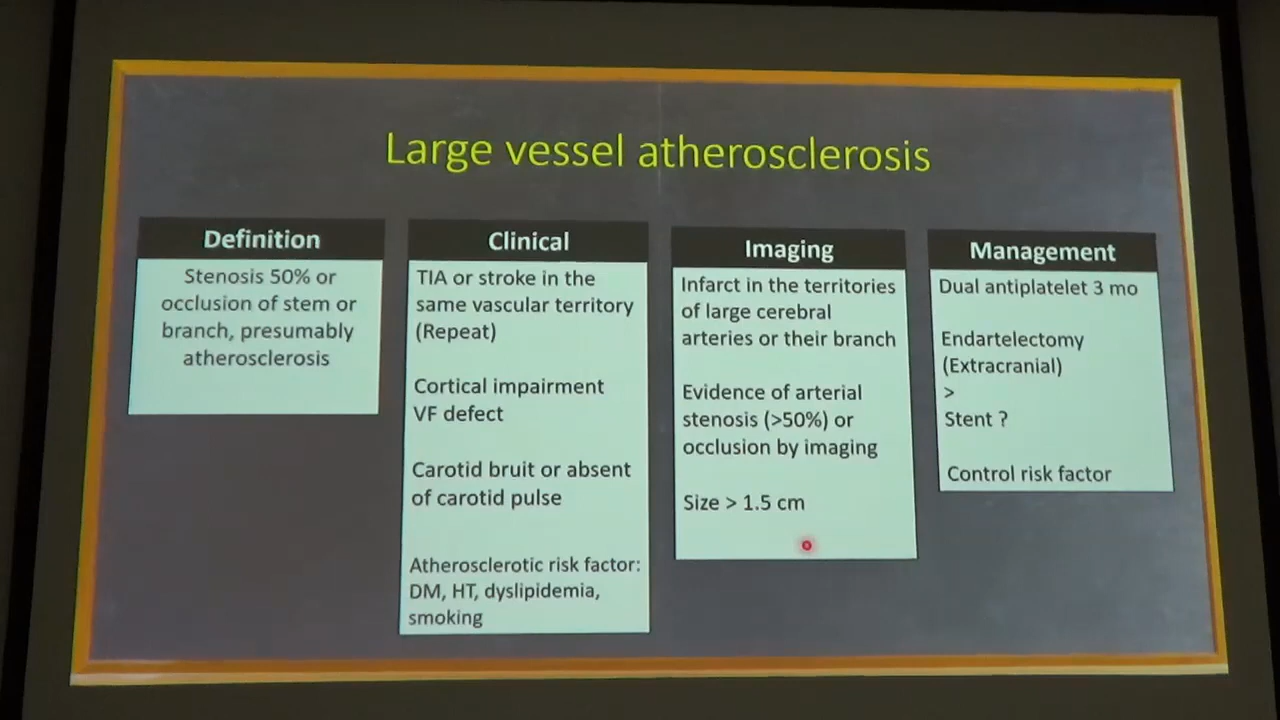 Large vessel atherosclerosis
Definition
Stenosis 50% or
occlusion of stem or
branch, presumably
atherosclerosis
Clinical
TIA or stroke in the
same vascular territory
(Repeat)
Cortical impairment
VF defect
Carotid bruit or absent
of carotid pulse
Atherosclerotic risk factor:
DM, HT, dyslipidemia,
smoking
Imaging
Infarct in the territories
of large cerebral
arteries or their branch
Evidence of arterial
stenosis (>50%) or
occlusion by imaging
Size > 1.5 cm
Management
Dual antiplatelet 3 mo
Endartelectomy
(Extracranial)
>
Stent ?
Control risk factor